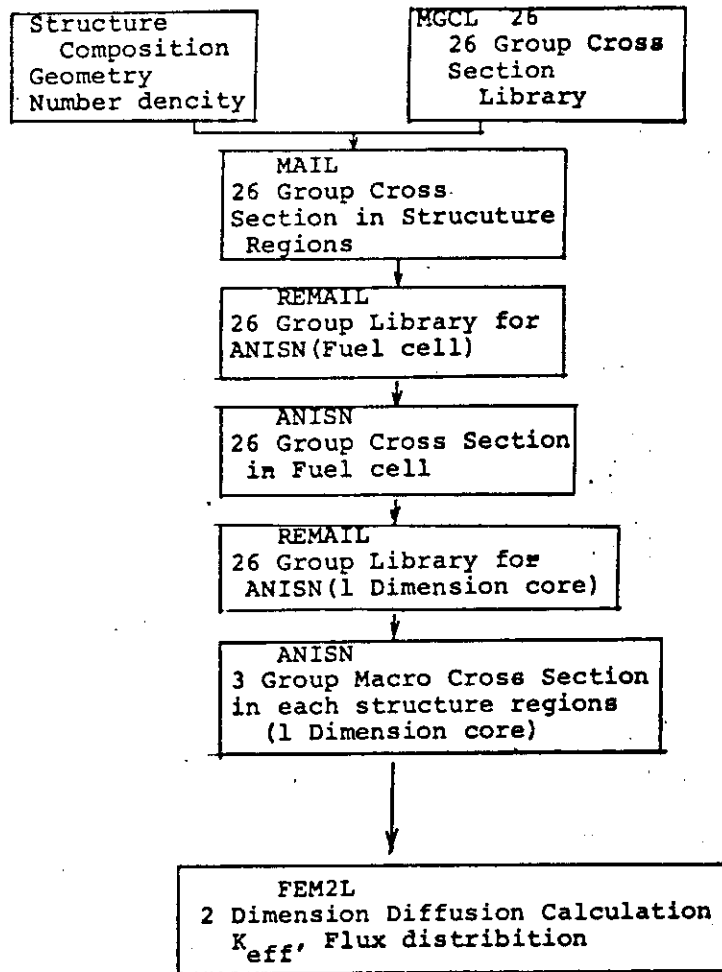 Structure
Composition
Geometry
Number dencity
MGCL 26
26 Group Cross
Section
Library
MAIL
26 Group Cross
Section in Strucuture
Regions
REMAIL
26 Group Library for
ANISN(Fuel cell)
ANISN
26 Group Cross Section
in Fuel cell
REMAIL
26 Group Library for
ANISN(1 Dimension core)
ANISN
3 Group Macro Cross Section
in each structure regions
(1 Dimension core)
FEM2L
2 Dimension Diffusion Calculation
Keff, Flux distribition